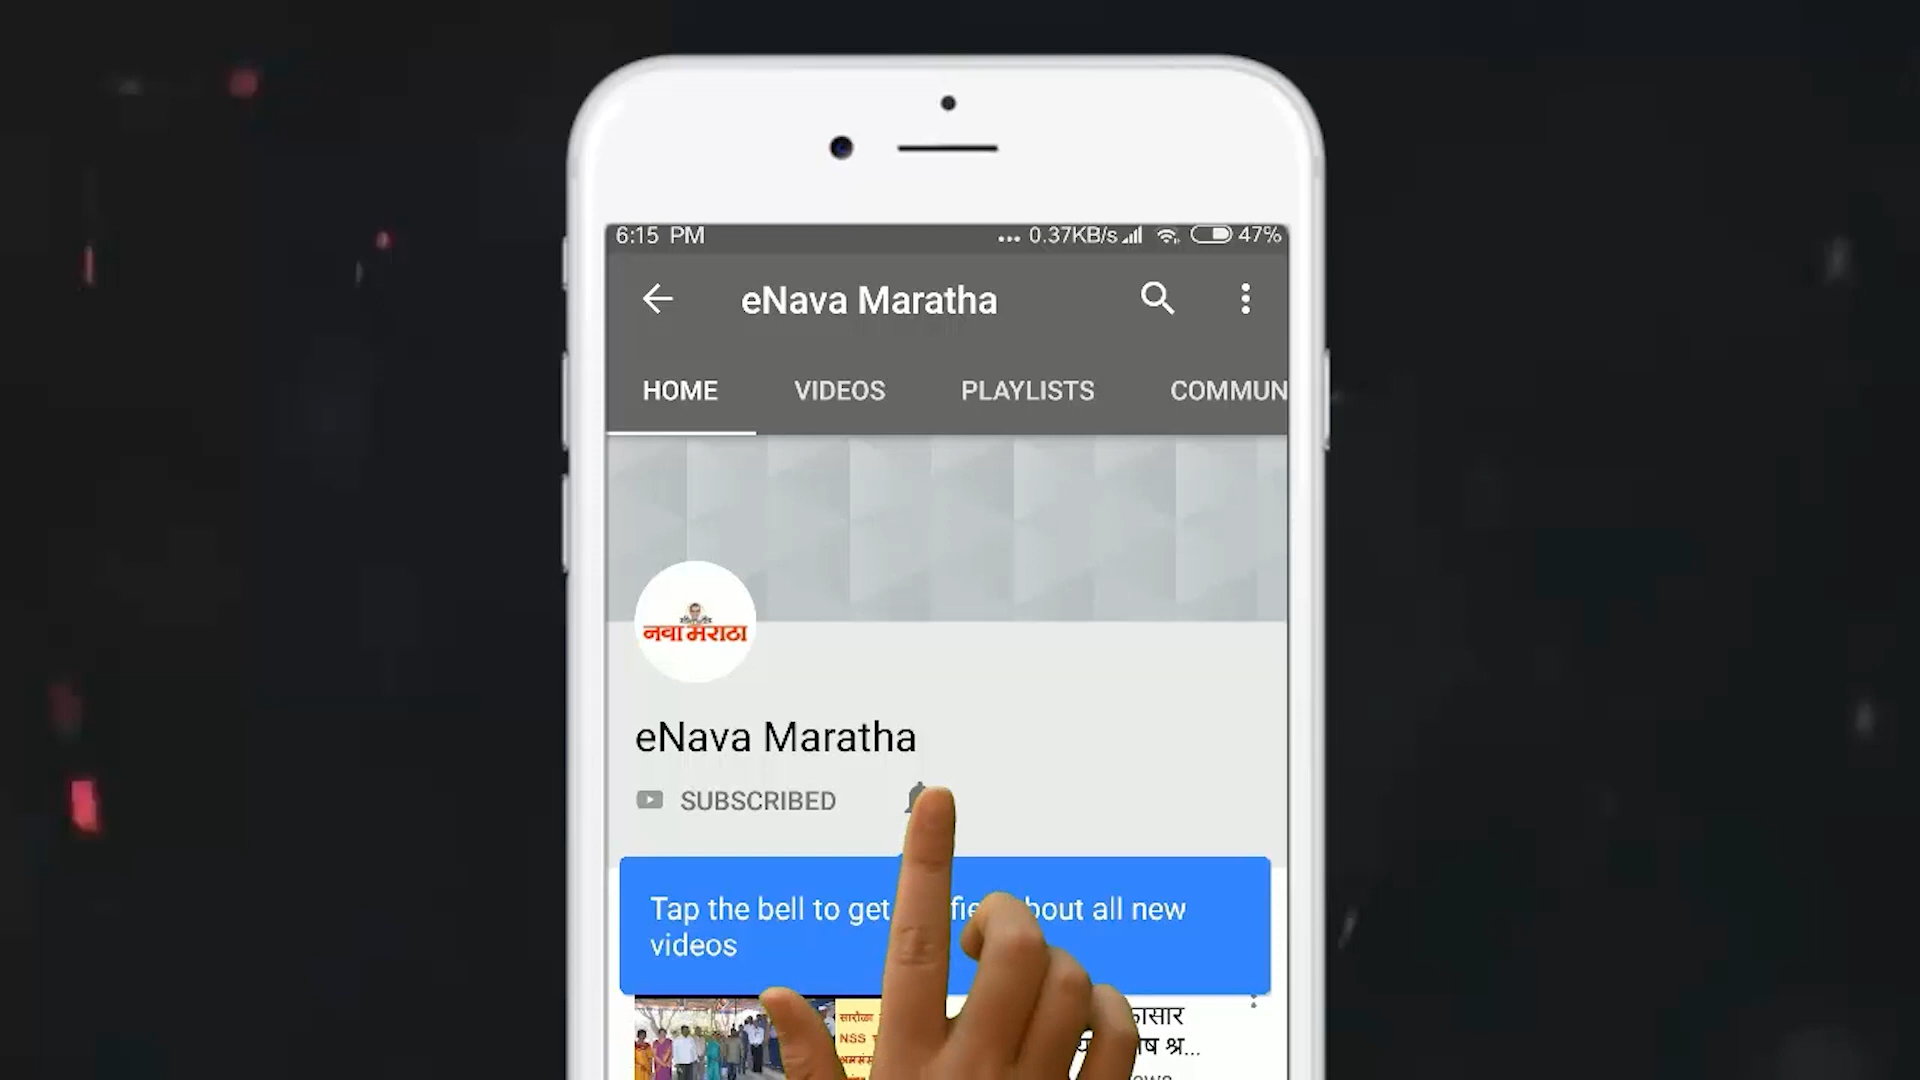 6:15 PM
... 0.37KB/s 47%
eNava Maratha
HOME VIDEOS PLAYLISTS COMMUN
नवा मराठा
eNava Maratha
SUBSCRIBED
Tap the bell to get bout all new
videos
सारोळा
NSS